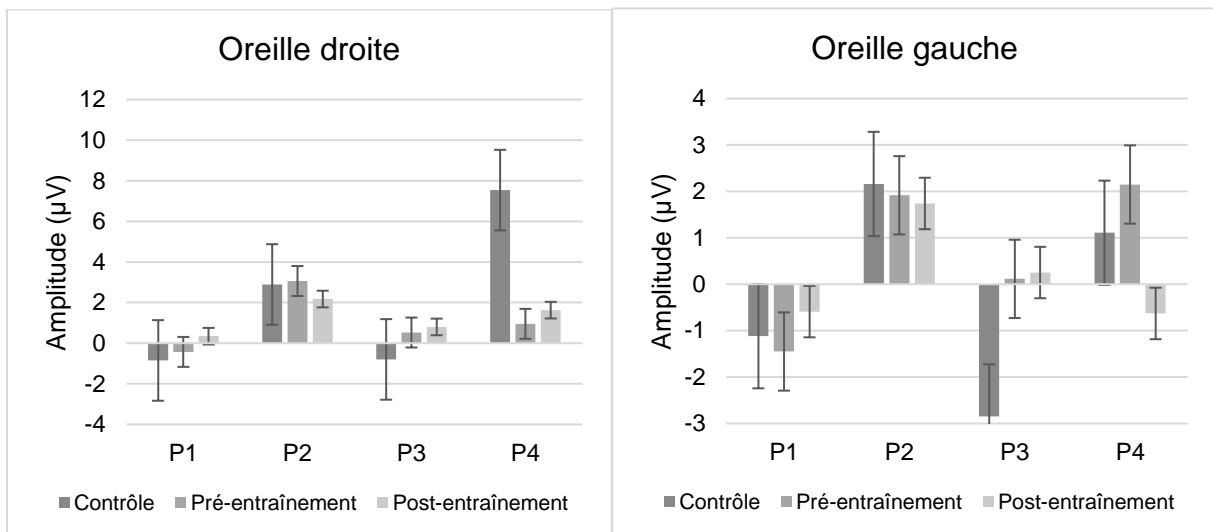 Oreille droite
Amplitude (µV)
12
10
8
6
4
2
0
-2
-4
P1 P2 P3 P4
Contrôle Pré-entraînement Post-entraînement
Oreille gauche
Amplitude (µV)
4
3
2
1
0
-1
-2
-3
P1 P2 P3 P4
Contrôle Pré-entraînement Post-entraînement